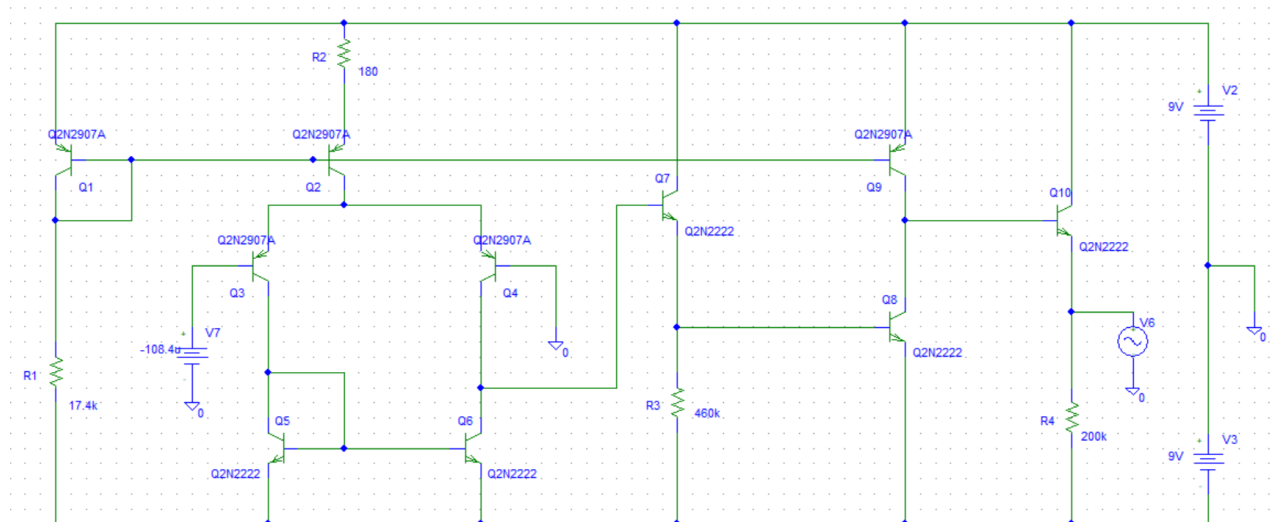 R2
180
V2
9V
Q2N2907A
Q2N2907A
Q2N2907A
Q1
Q2
Q7
Q9
Q10
Q2N2222
Q2N2907A
Q2N2907A
Q2N2222
Q3
Q4
Q8
V7
-108.4u
V6
0
0
Q2N2222
R1
17.4k
0
0
R3
460k
R4
200k
Q5
Q6
V3
9V
Q2N2222
Q2N2222